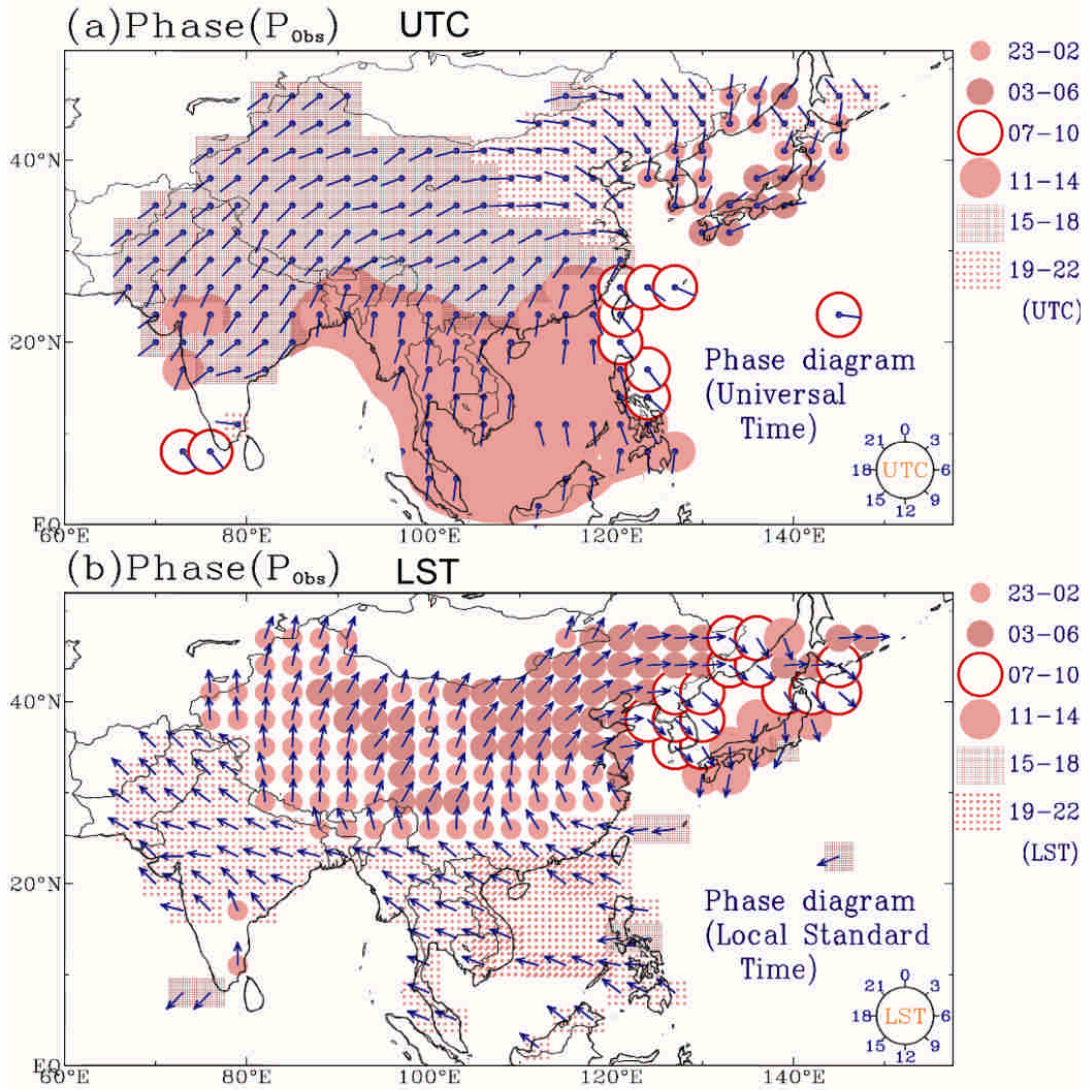 (a)Phase(PObs) UTC
23-02
03-06
07-10
11-14
15-18
19-22
(UTC)
40°N
20°N
EQ
60°E 80°E 100°E 120°E 140°E
Phase diagram
(Universal
Time)
0
21 3
18 UTC 6
15 9
12
(b)Phase(PObs) LST
23-02
03-06
07-10
11-14
15-18
19-22
(LST)
40°N
20°N
EQ
60°E 80°E 100°E 120°E 140°E
Phase diagram
(Local Standard
Time)
0
21 3
18 LST 6
15 9
12